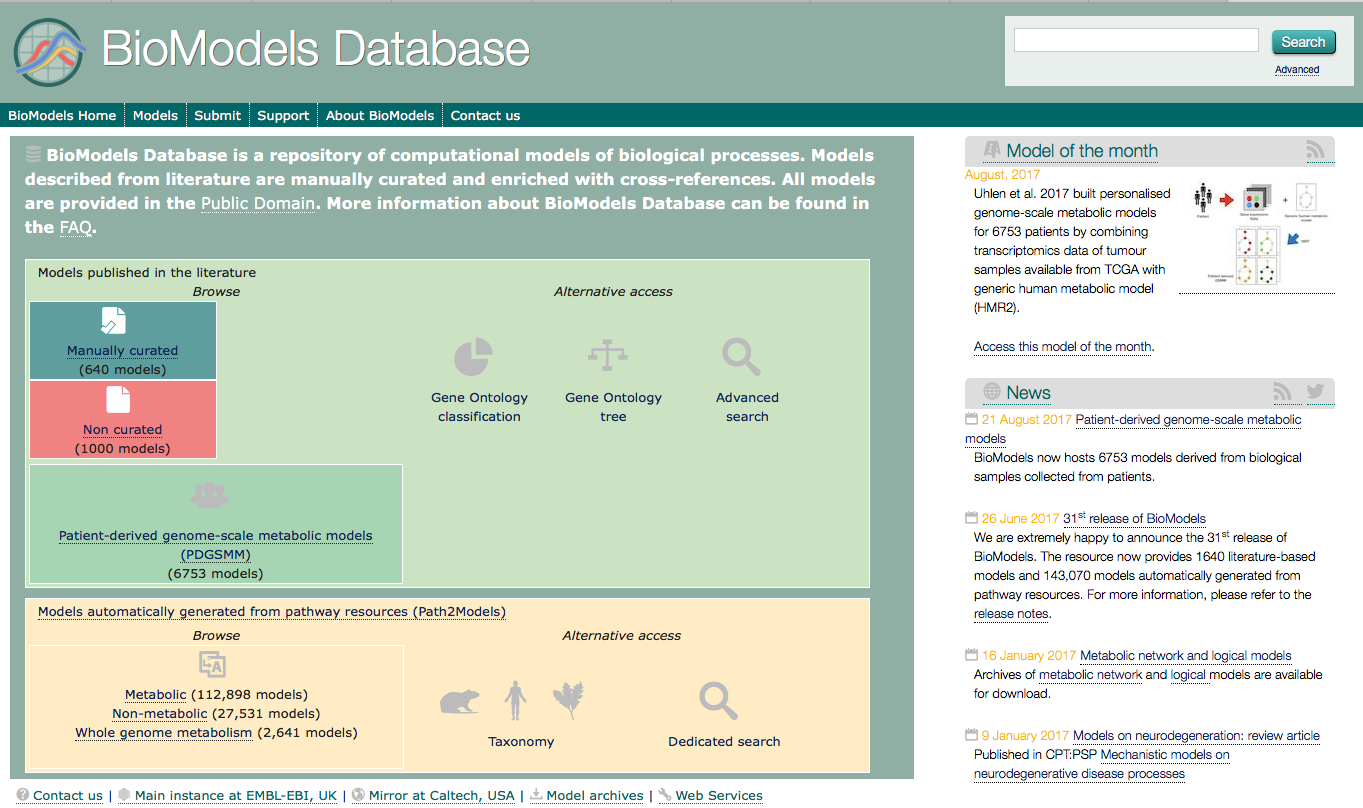 BioModels Database
Search
Advanced
BioModels Home
Models
Submit
Support
About BioModels
Contact us
BioModels Database is a repository of computational models of biological processes. Models
described from literature are manually curated and enriched with cross-references. All models
are provided in the Public Domain. More information about BioModels Database can be found in
the FAQ.
Models published in the literature
Browse
Alternative access
Manually curated
(640 models)
Non curated
(1000 models)
Gene Ontology
classification
Gene Ontology
tree
Advanced
search
Patient-derived genome-scale metabolic models
(PDGSMM)
(6753 models)
Models automatically generated from pathway resources (Path2Models)
Browse
Alternative access
Metabolic (112,898 models)
Non-metabolic (27,531 models)
Whole genome metabolism (2,641 models)
Taxonomy
Dedicated search
Model of the month
August, 2017
Uhlen et al. 2017 built personalised
genome-scale metabolic models
for 6753 patients by combining
transcriptomics data of tumour
samples available from TCGA with
generic human metabolic model
(HMR2).
Access this model of the month.
News
21 August 2017 Patient-derived genome-scale metabolic
models
BioModels now hosts 6753 models derived from biological
samples collected from patients.
26 June 2017 31st release of BioModels
We are extremely happy to announce the 31st release of
BioModels. The resource now provides 1640 literature-based
models and 143,070 models automatically generated from
pathway resources. For more information, please refer to the
release notes.
16 January 2017 Metabolic network and logical models
Archives of metabolic network and logical models are available
for download.
9 January 2017 Models on neurodegeneration: review article
Published in CPT:PSP Mechanistic models on
neurodegenerative disease processes
Contact us | Main instance at EMBL-EBI, UK | Mirror at Caltech, USA | Model archives | Web Services